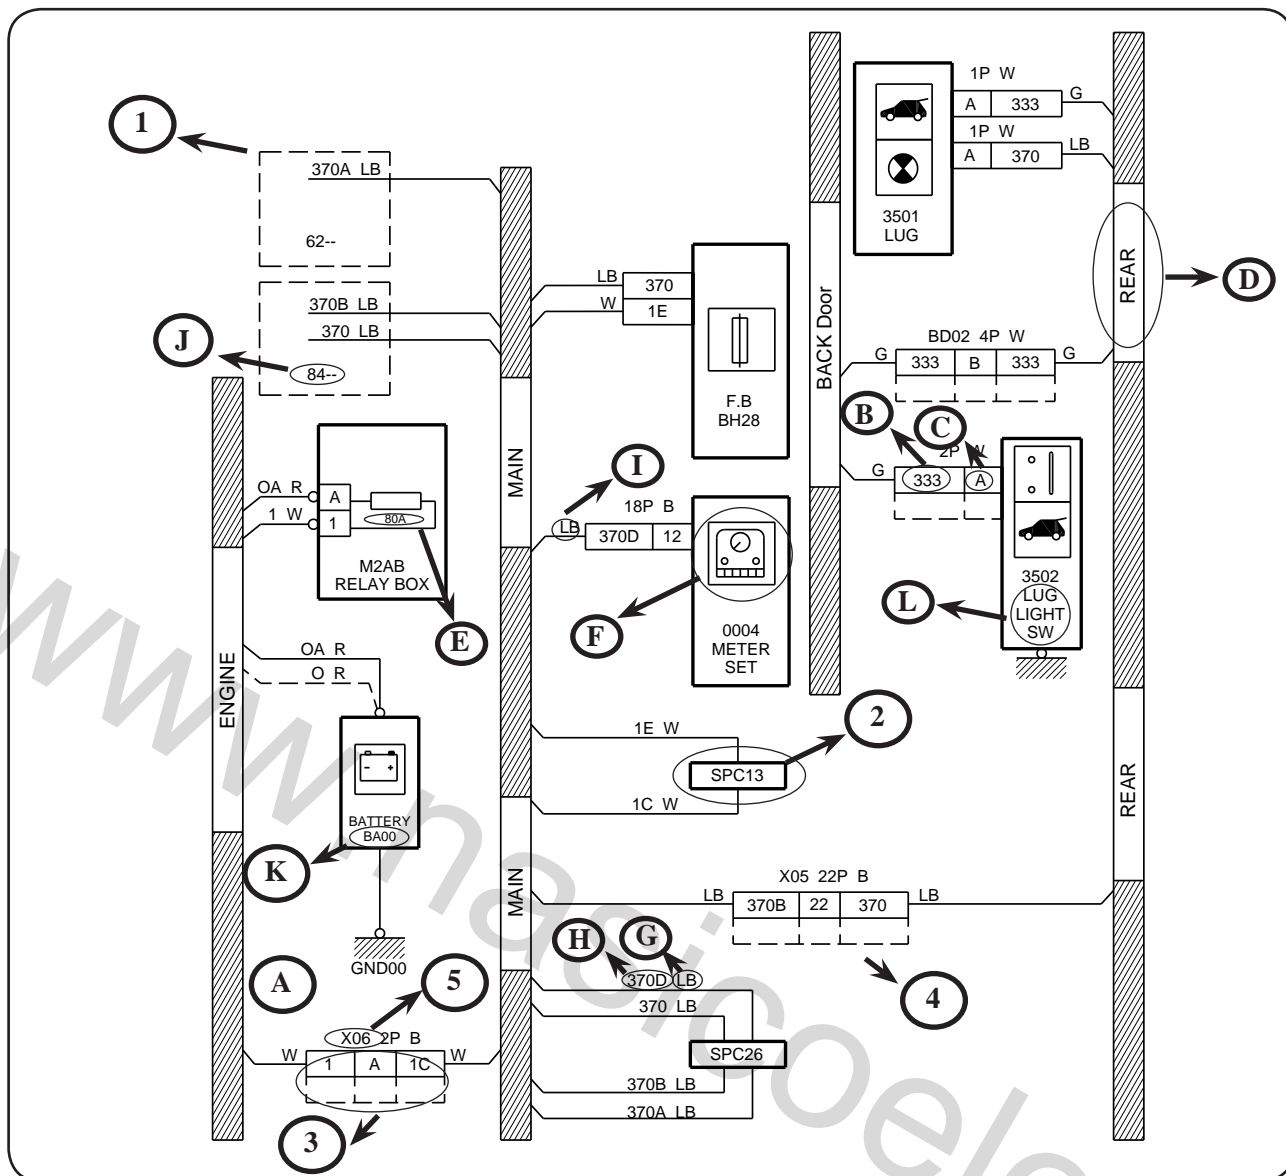 1P W
A 333 G
1P W
A 370 LB
3501
LUG
1
370A LB
62--
370B LB
370 LB
J
84--
LB 370
W 1E
F.B
BH28
BACK Door
REAR
D
BD02 4P W
G 333 B 333 G
B
C
2P W
G 333 A
3502
LUG
LIGHT
SW
L
MAIN
I
18P B
LB 370D 12
0004
METER
SET
F
OA R A
1 W 1
80A
M2AB
RELAY BOX
E
ENGINE
OA R
O R
BATTERY
BA00
K
GND00
2
1E W
SPC13
1C W
REAR
MAIN
X05 22P B
LB 370B 22 370 LB
4
H
G
370D LB
370 LB
SPC26
370B LB
370A LB
A
5
X06 2P B
W 1 A 1C W
3
www.nasicoele